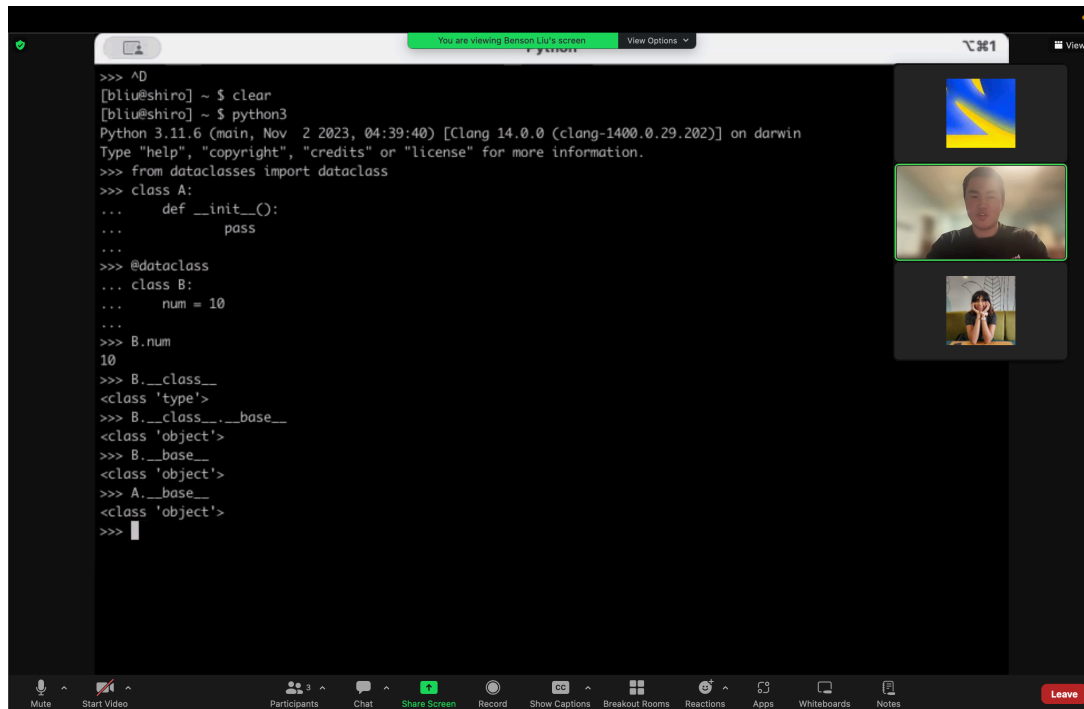 You are viewing Benson Liu's screen
View Options
⌥⌘1
View
>>> ^D
[bliu@shiro] ~ $ clear
[bliu@shiro] ~ $ python3
Python 3.11.6 (main, Nov  2 2023, 04:39:40) [Clang 14.0.0 (clang-1400.0.29.202)] on darwin
Type "help", "copyright", "credits" or "license" for more information.
>>> from dataclasses import dataclass
>>> class A:
...     def __init__():
...             pass
...
>>> @dataclass
... class B:
...     num = 10
...
>>> B.num
10
>>> B.__class__
<class 'type'>
>>> B.__class__.__base__
<class 'object'>
>>> B.__base__
<class 'object'>
>>> A.__base__
<class 'object'>
>>>
Mute
Start Video
3
Participants
Chat
Share Screen
Record
CC
Show Captions
Breakout Rooms
Reactions
Apps
Whiteboards
Notes
Leave